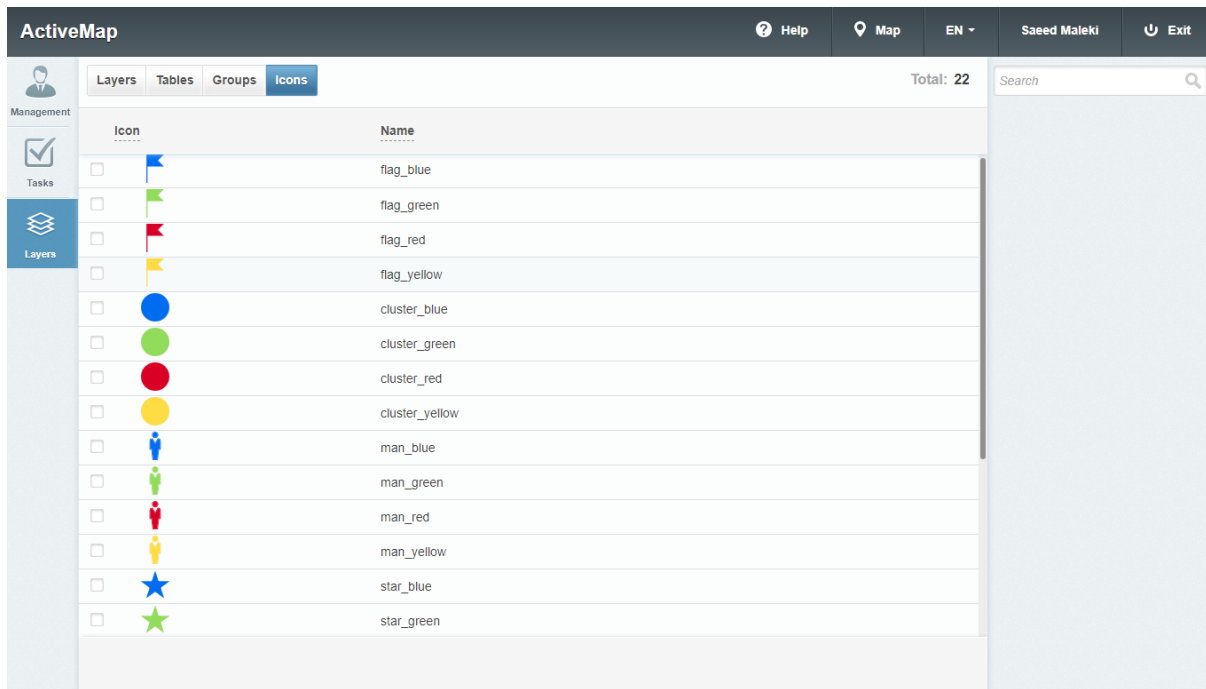 ActiveMap
Help
Map
EN
Saeed Maleki
Exit
Management
Tasks
Layers
Layers Tables Groups Icons
Total: 22
Search
Icon Name
flag_blue
flag_green
flag_red
flag_yellow
cluster_blue
cluster_green
cluster_red
cluster_yellow
man_blue
man_green
man_red
man_yellow
star_blue
star_green